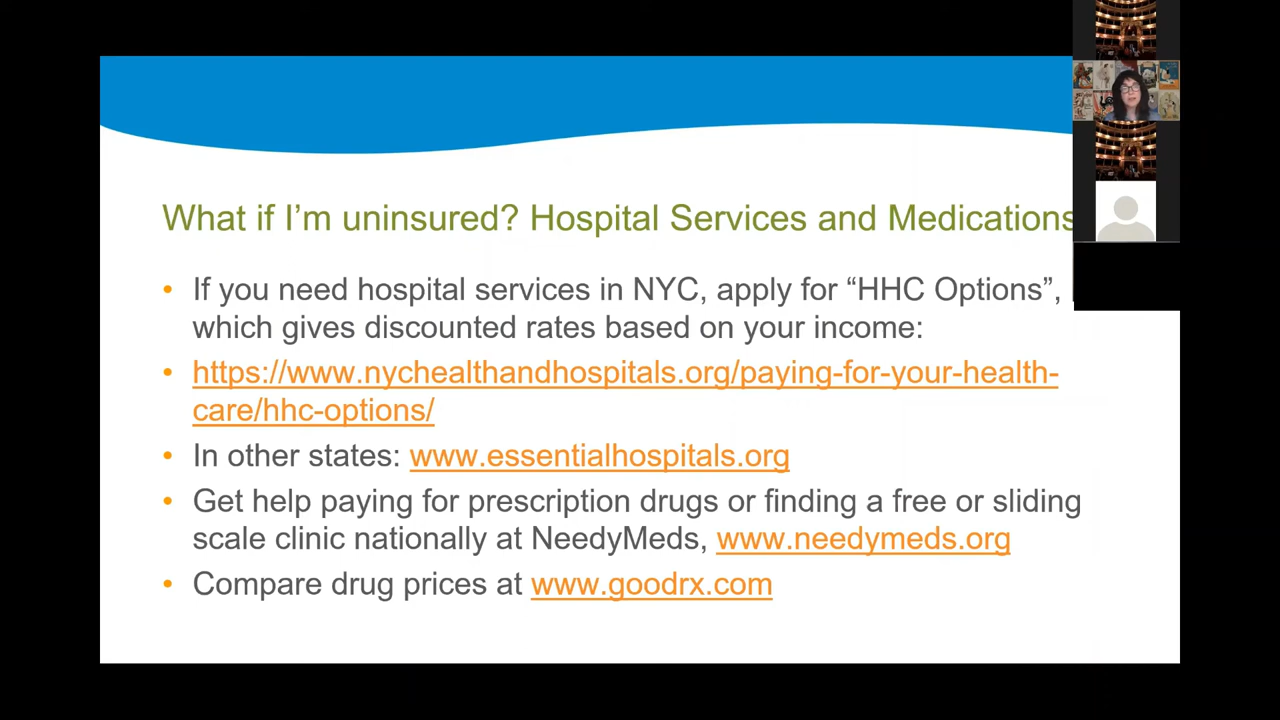 What if I’m uninsured? Hospital Services and Medications
• If you need hospital services in NYC, apply for “HHC Options”,
which gives discounted rates based on your income:
• https://www.nychealthandhospitals.org/paying-for-your-health-
care/hhc-options/
• In other states: www.essentialhospitals.org
• Get help paying for prescription drugs or finding a free or sliding
scale clinic nationally at NeedyMeds, www.needymeds.org
• Compare drug prices at www.goodrx.com